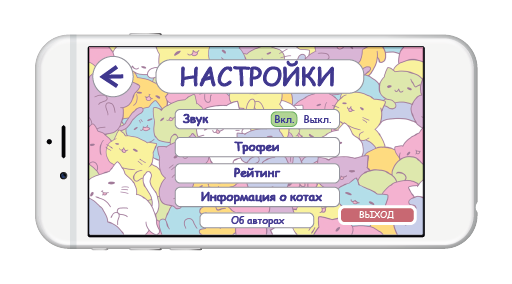 НАСТРОЙКИ
Звук Вкл. Выкл.
Трофеи
Рейтинг
Информация о котах
Об авторах
ВЫХОД